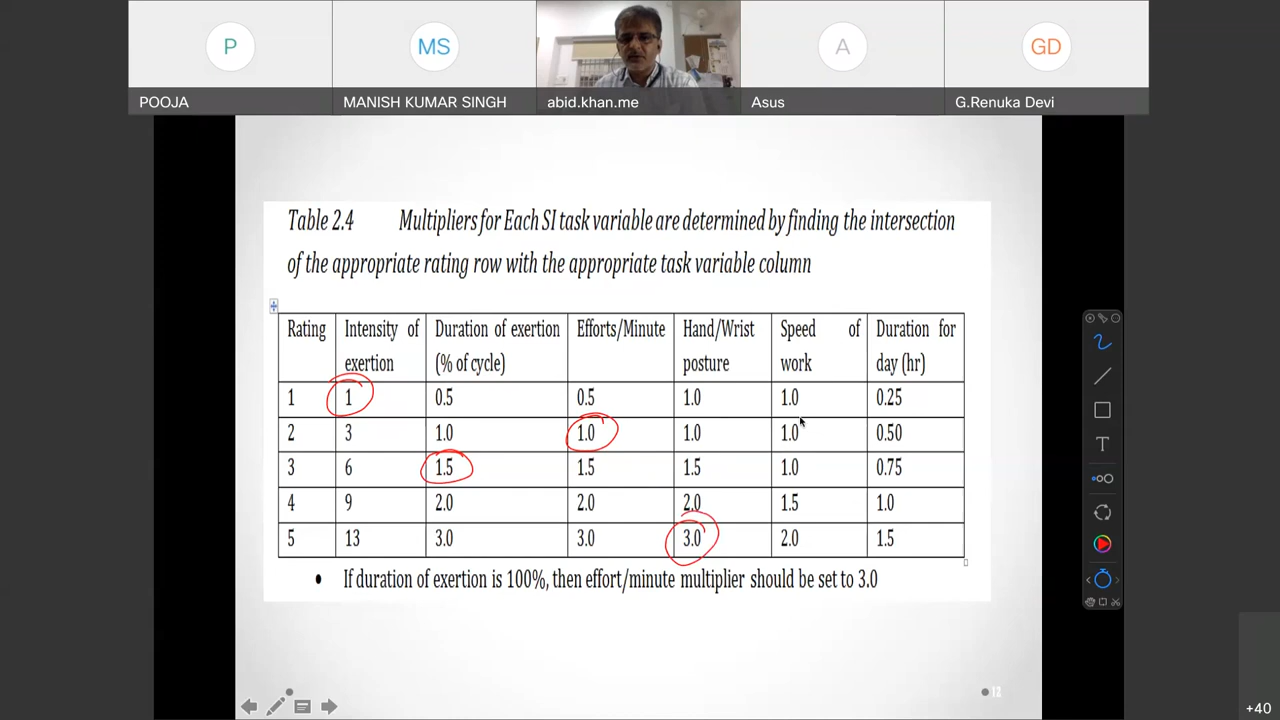 P
MS
A
GD
POOJA
MANISH KUMAR SINGH
abid.khan.me
Asus
G.Renuka Devi
Table 2.4 Multipliers for Each SI task variable are determined by finding the intersection
of the appropriate rating row with the appropriate task variable column
Rating Intensity of exertion Duration of exertion (% of cycle) Efforts/Minute Hand/Wrist posture Speed of work Duration for day (hr)
1 1 0.5 0.5 1.0 1.0 0.25
2 3 1.0 1.0 1.0 1.0 0.50
3 6 1.5 1.5 1.5 1.0 0.75
4 9 2.0 2.0 2.0 1.5 1.0
5 13 3.0 3.0 3.0 2.0 1.5
• If duration of exertion is 100%, then effort/minute multiplier should be set to 3.0
12
+40